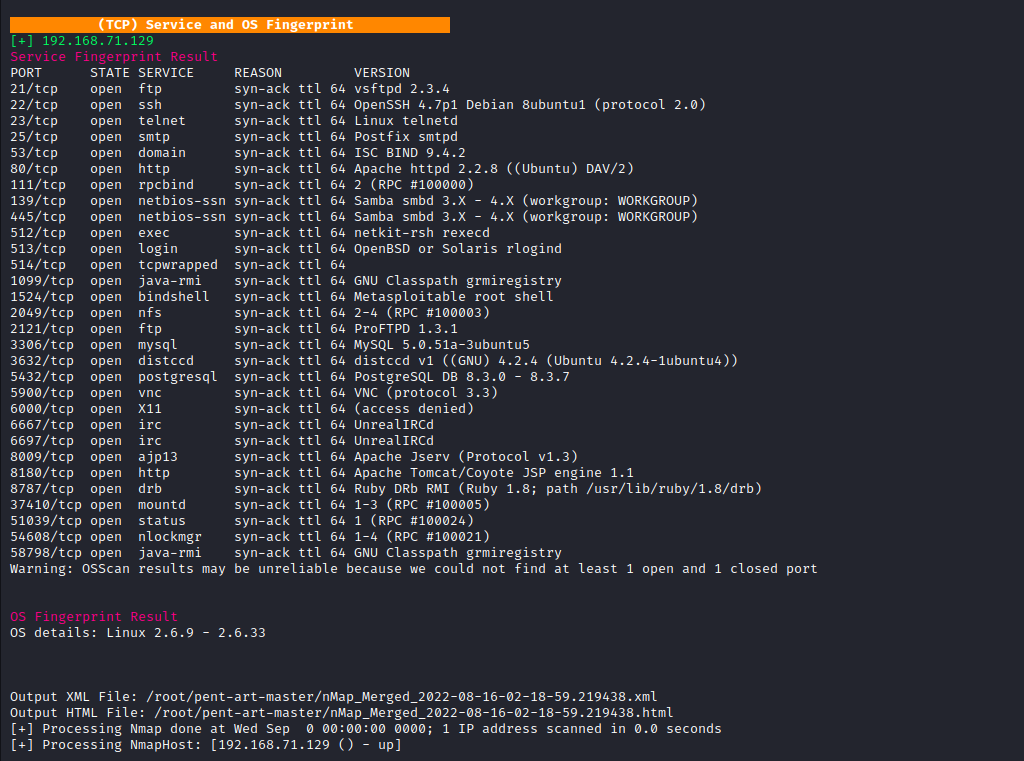 (TCP) Service and OS Fingerprint
[+] 192.168.71.129
Service Fingerprint Result
PORT      STATE SERVICE     REASON         VERSION
21/tcp    open  ftp         syn-ack ttl 64 vsftpd 2.3.4
22/tcp    open  ssh         syn-ack ttl 64 OpenSSH 4.7p1 Debian 8ubuntu1 (protocol 2.0)
23/tcp    open  telnet      syn-ack ttl 64 Linux telnetd
25/tcp    open  smtp        syn-ack ttl 64 Postfix smtpd
53/tcp    open  domain      syn-ack ttl 64 ISC BIND 9.4.2
80/tcp    open  http        syn-ack ttl 64 Apache httpd 2.2.8 ((Ubuntu) DAV/2)
111/tcp   open  rpcbind     syn-ack ttl 64 2 (RPC #100000)
139/tcp   open  netbios-ssn syn-ack ttl 64 Samba smbd 3.X - 4.X (workgroup: WORKGROUP)
445/tcp   open  netbios-ssn syn-ack ttl 64 Samba smbd 3.X - 4.X (workgroup: WORKGROUP)
512/tcp   open  exec        syn-ack ttl 64 netkit-rsh rexecd
513/tcp   open  login       syn-ack ttl 64 OpenBSD or Solaris rlogind
514/tcp   open  tcpwrapped  syn-ack ttl 64
1099/tcp  open  java-rmi    syn-ack ttl 64 GNU Classpath grmiregistry
1524/tcp  open  bindshell   syn-ack ttl 64 Metasploitable root shell
2049/tcp  open  nfs         syn-ack ttl 64 2-4 (RPC #100003)
2121/tcp  open  ftp         syn-ack ttl 64 ProFTPD 1.3.1
3306/tcp  open  mysql       syn-ack ttl 64 MySQL 5.0.51a-3ubuntu5
3632/tcp  open  distccd     syn-ack ttl 64 distccd v1 ((GNU) 4.2.4 (Ubuntu 4.2.4-1ubuntu4))
5432/tcp  open  postgresql  syn-ack ttl 64 PostgreSQL DB 8.3.0 - 8.3.7
5900/tcp  open  vnc         syn-ack ttl 64 VNC (protocol 3.3)
6000/tcp  open  X11         syn-ack ttl 64 (access denied)
6667/tcp  open  irc         syn-ack ttl 64 UnrealIRCd
6697/tcp  open  irc         syn-ack ttl 64 UnrealIRCd
8009/tcp  open  ajp13       syn-ack ttl 64 Apache Jserv (Protocol v1.3)
8180/tcp  open  http        syn-ack ttl 64 Apache Tomcat/Coyote JSP engine 1.1
8787/tcp  open  drb         syn-ack ttl 64 Ruby DRb RMI (Ruby 1.8; path /usr/lib/ruby/1.8/drb)
37410/tcp open  mountd      syn-ack ttl 64 1-3 (RPC #100005)
51039/tcp open  status      syn-ack ttl 64 1 (RPC #100024)
54608/tcp open  nlockmgr    syn-ack ttl 64 1-4 (RPC #100021)
58798/tcp open  java-rmi    syn-ack ttl 64 GNU Classpath grmiregistry
Warning: OSScan results may be unreliable because we could not find at least 1 open and 1 closed port
OS Fingerprint Result
OS details: Linux 2.6.9 - 2.6.33
Output XML File: /root/pent-art-master/nMap_Merged_2022-08-16-02-18-59.219438.xml
Output HTML File: /root/pent-art-master/nMap_Merged_2022-08-16-02-18-59.219438.html
[+] Processing Nmap done at Wed Sep  0 00:00:00 0000; 1 IP address scanned in 0.0 seconds
[+] Processing NmapHost: [192.168.71.129 () - up]